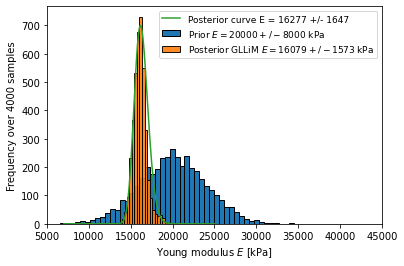 Posterior curve E = 16277 +/- 1647
Prior E = 20000 + / − 8000 kPa
Posterior GLLiM E = 16079 + / − 1573 kPa
Frequency over 4000 samples
700
600
500
400
300
200
100
0
5000 10000 15000 20000 25000 30000 35000 40000 45000
Young modulus E [kPa]